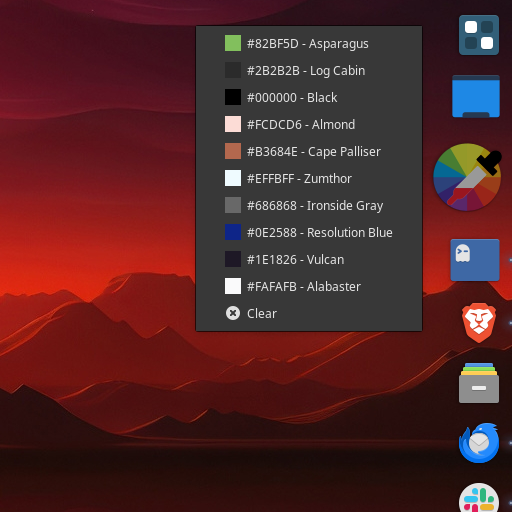 #82BF5D - Asparagus
#2B2B2B - Log Cabin
#000000 - Black
#FCDCD6 - Almond
#B3684E - Cape Palliser
#EFFBFF - Zumthor
#686868 - Ironside Gray
#0E2588 - Resolution Blue
#1E1826 - Vulcan
#FAFAFB - Alabaster
Clear